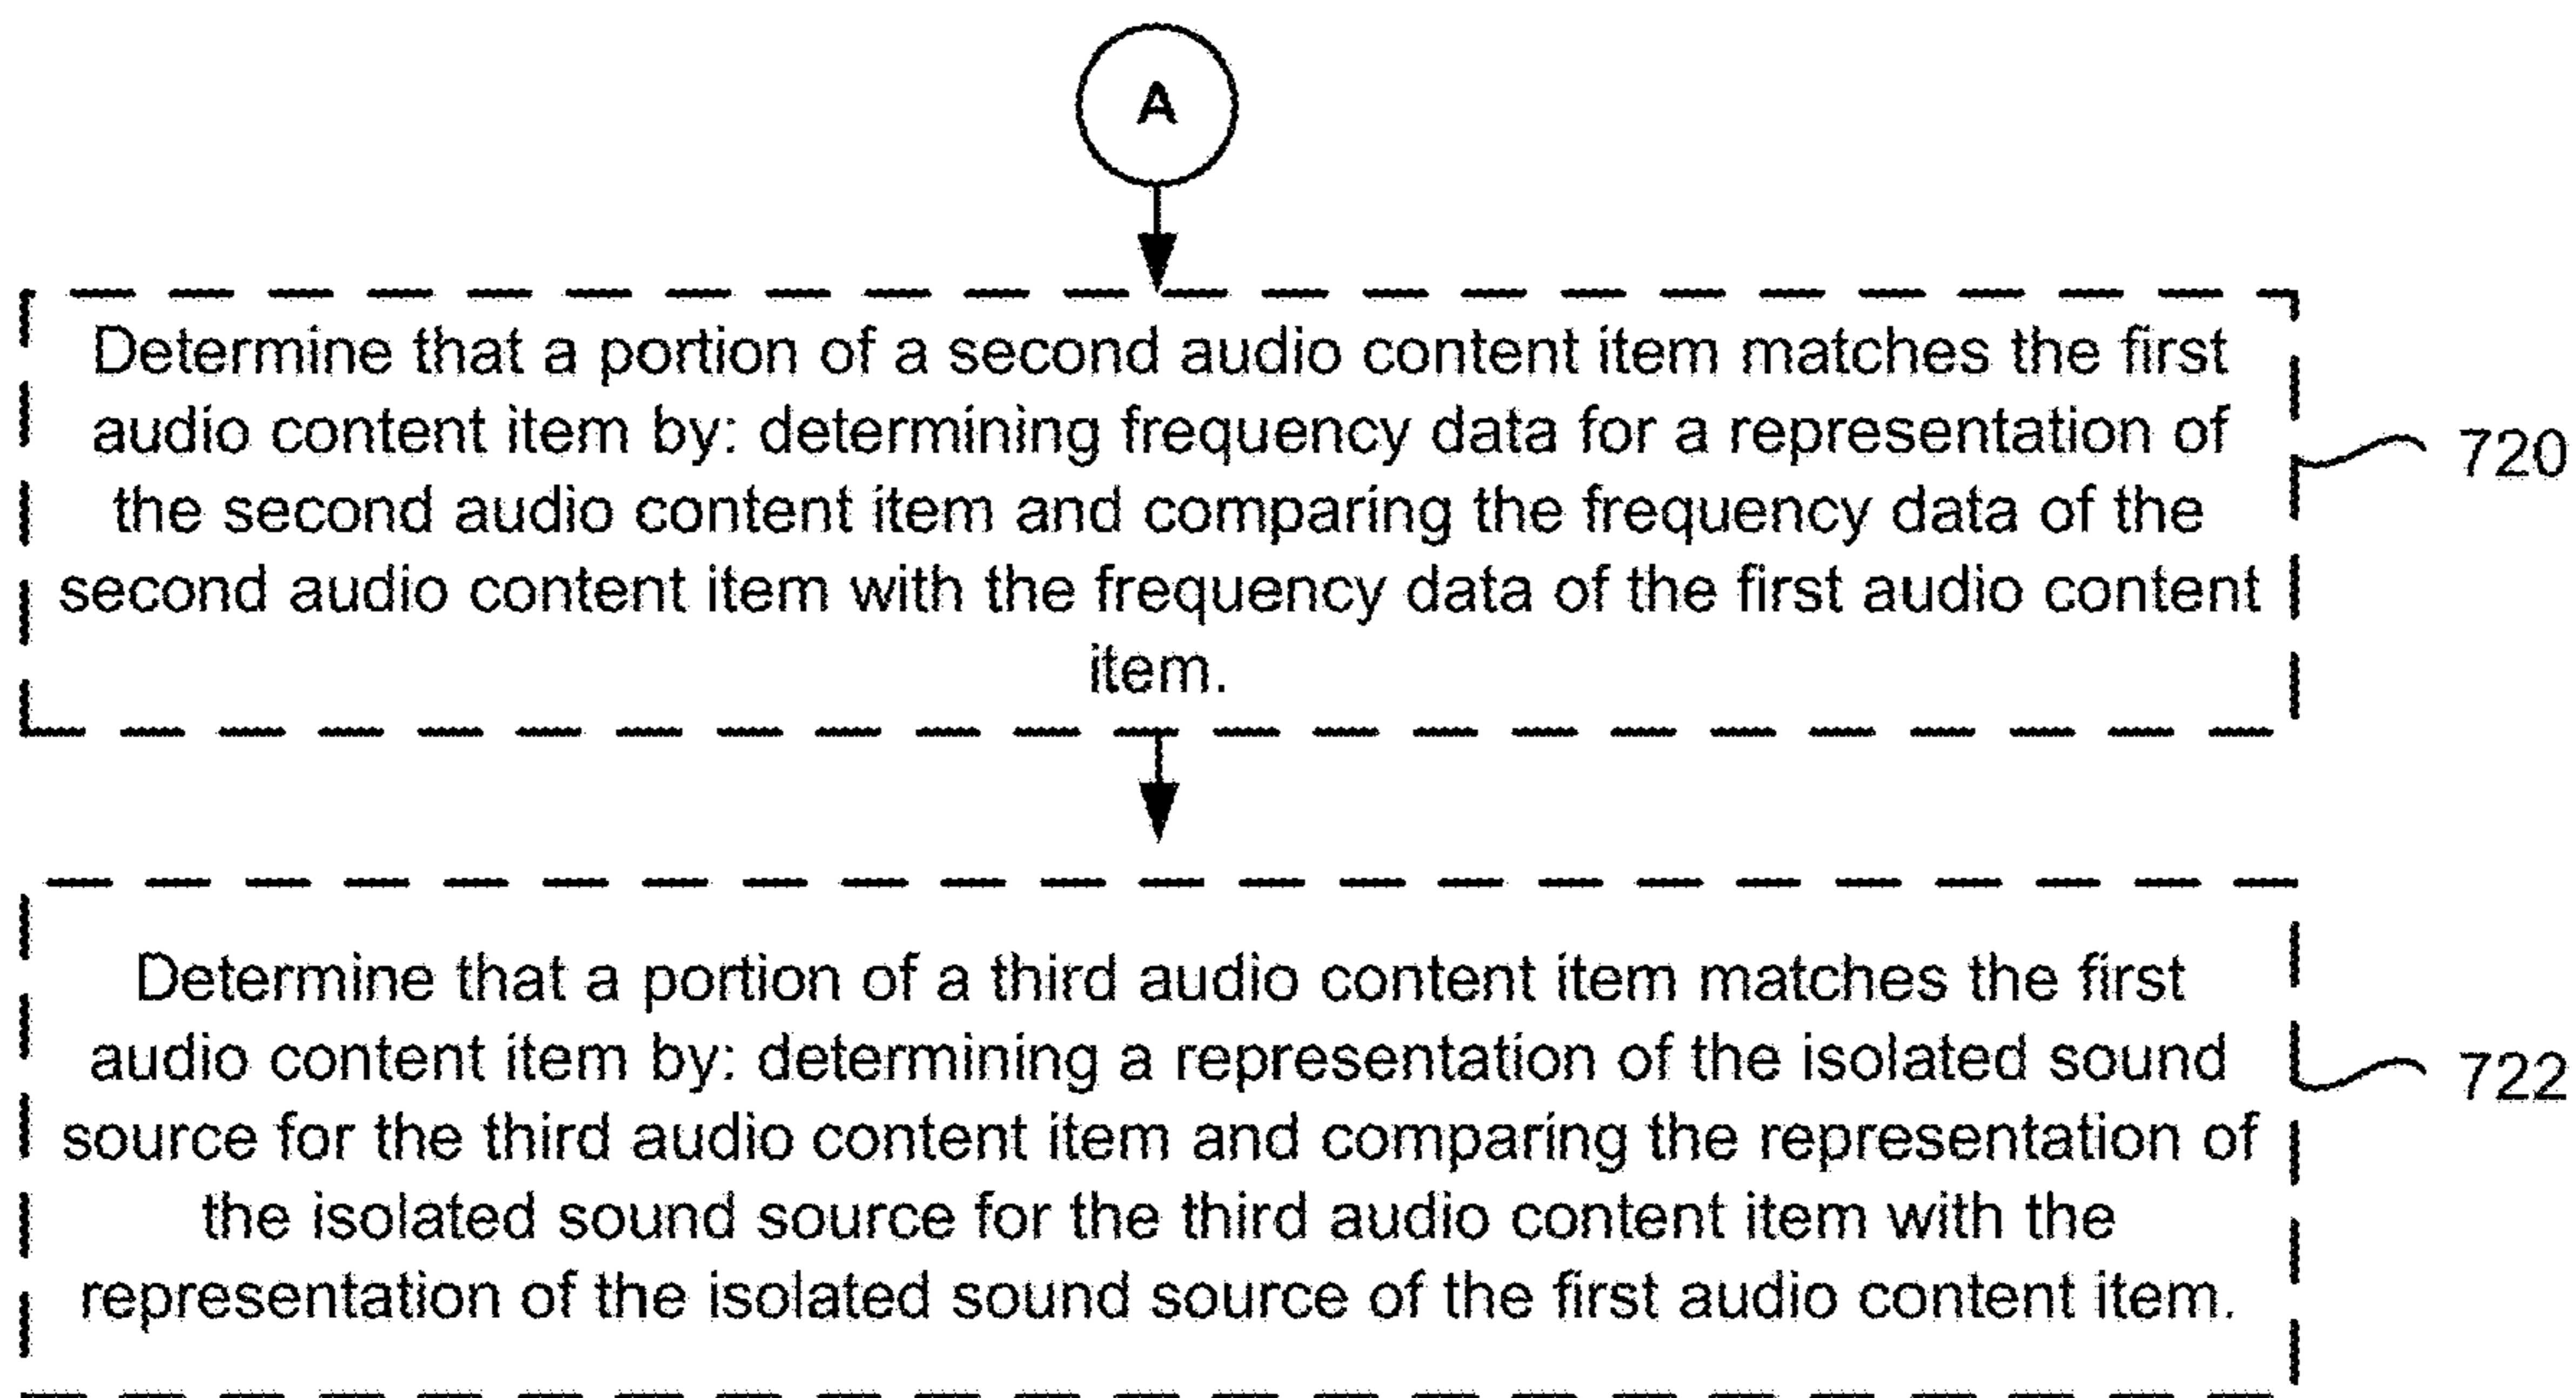 A
Determine that a portion of a second audio content item matches the first
audio content item by: determining frequency data for a representation of
the second audio content item and comparing the frequency data of the
second audio content item with the frequency data of the first audio content
item.
720
Determine that a portion of a third audio content item matches the first
audio content item by: determining a representation of the isolated sound
source for the third audio content item and comparing the representation of
the isolated sound source for the third audio content item with the
representation of the isolated sound source of the first audio content item.
722